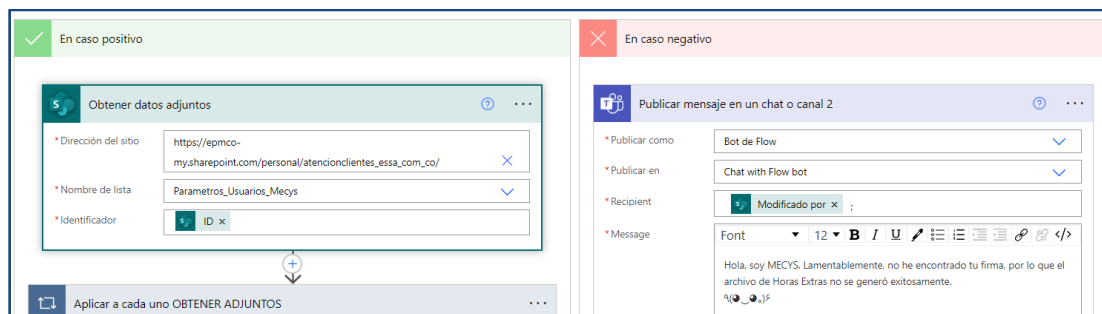 En caso positivo
Obtener datos adjuntos
* Dirección del sitio
https://epmco-
my.sharepoint.com/personal/atencionclientes_essa_com_co/
* Nombre de lista
Parametros_Usuarios_Mecys
* Identificador
ID ×
Aplicar a cada uno OBTENER ADJUNTOS
En caso negativo
Publicar mensaje en un chat o canal 2
* Publicar como
Bot de Flow
* Publicar en
Chat with Flow bot
* Recipient
Modificado por × ;
* Message
Font 12 B I U </>
Hola, soy MECYS. Lamentablemente, no he encontrado tu firma, por lo que el
archivo de Horas Extras no se generó exitosamente.
٩(◕‿◕｡)۶